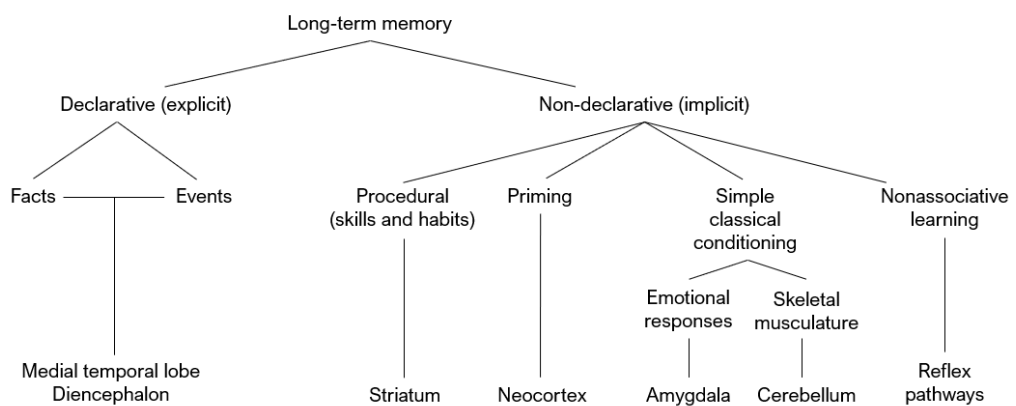 Long-term memory
Declarative (explicit)
Non-declarative (implicit)
Facts
Events
Procedural
(skills and habits)
Priming
Simple
classical
conditioning
Nonassociative
learning
Emotional
responses
Skeletal
musculature
Medial temporal lobe
Diencephalon
Striatum
Neocortex
Amygdala
Cerebellum
Reflex
pathways